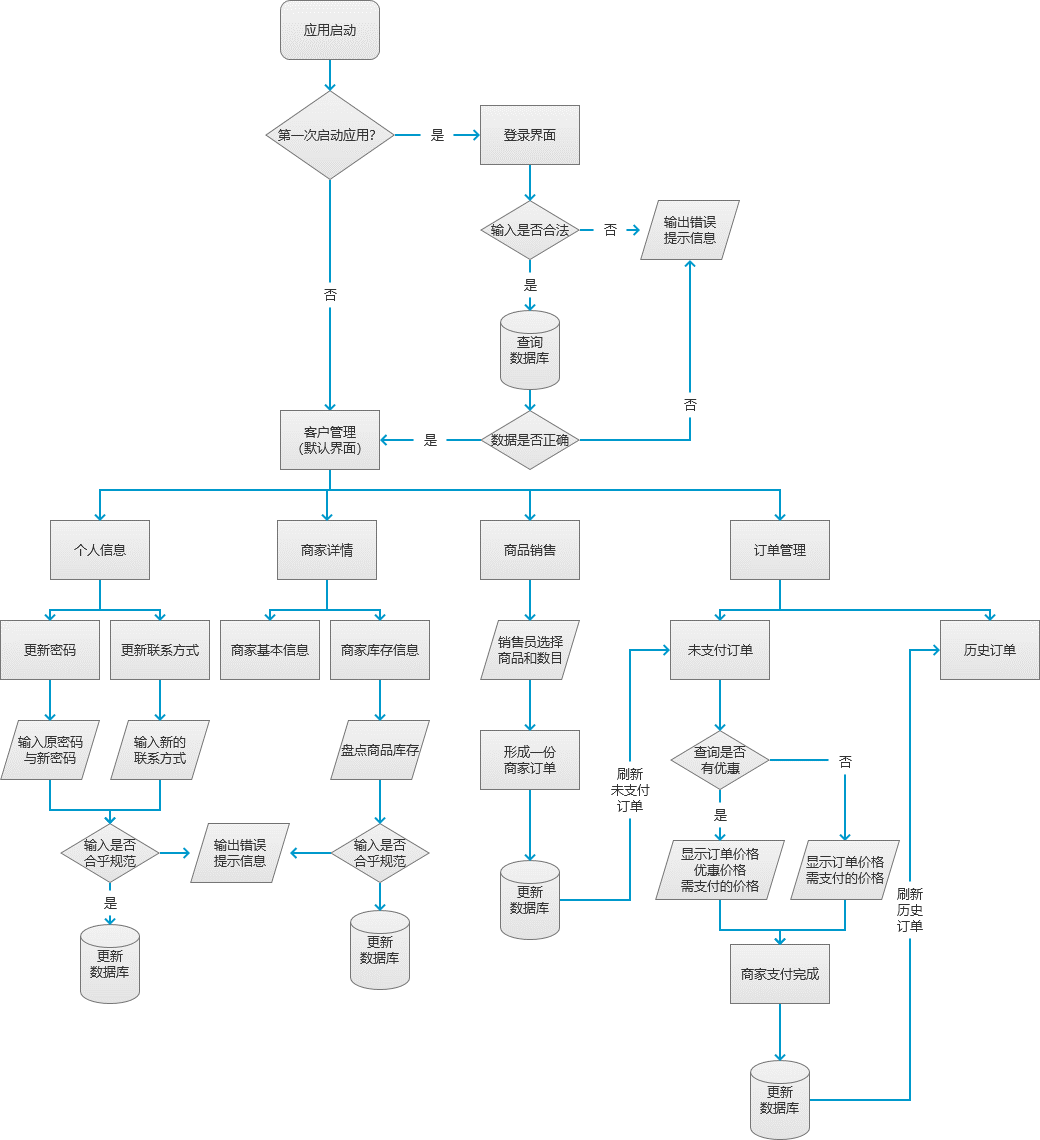 应用启动
第一次启动应用?
是
登录界面
输入是否合法
否
输出错误
提示信息
是
否
查询
数据库
否
客户管理
(默认界面)
是
数据是否正确
个人信息
商家详情
商品销售
订单管理
更新密码
更新联系方式
商家基本信息
商家库存信息
销售员选择
商品和数目
未支付订单
历史订单
输入原密码
与新密码
输入新的
联系方式
盘点商品库存
形成一份
商家订单
刷新
未支付
订单
查询是否
有优惠
否
是
输入是否
合乎规范
输出错误
提示信息
输入是否
合乎规范
显示订单价格
优惠价格
需支付的价格
显示订单价格
需支付的价格
是
更新
数据库
更新
数据库
更新
数据库
刷新
历史
订单
商家支付完成
更新
数据库